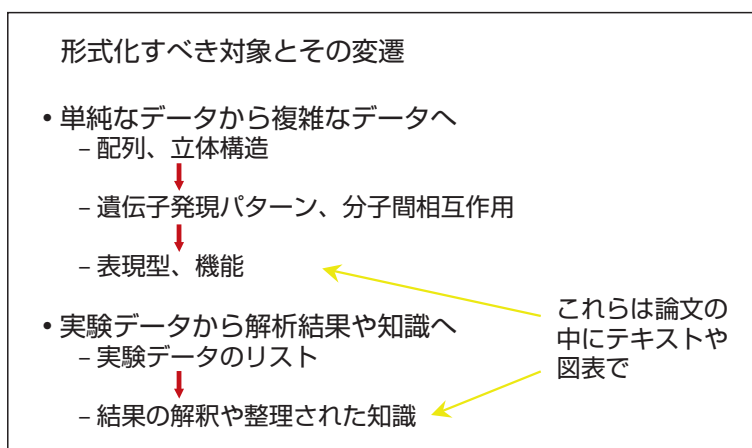 形式化すべき対象とその変遷
• 単純なデータから複雑なデータへ
– 配列、立体構造
– 遺伝子発現パターン、分子間相互作用
– 表現型、機能
• 実験データから解析結果や知識へ
– 実験データのリスト
– 結果の解釈や整理された知識
これらは論文の
中にテキストや
図表で